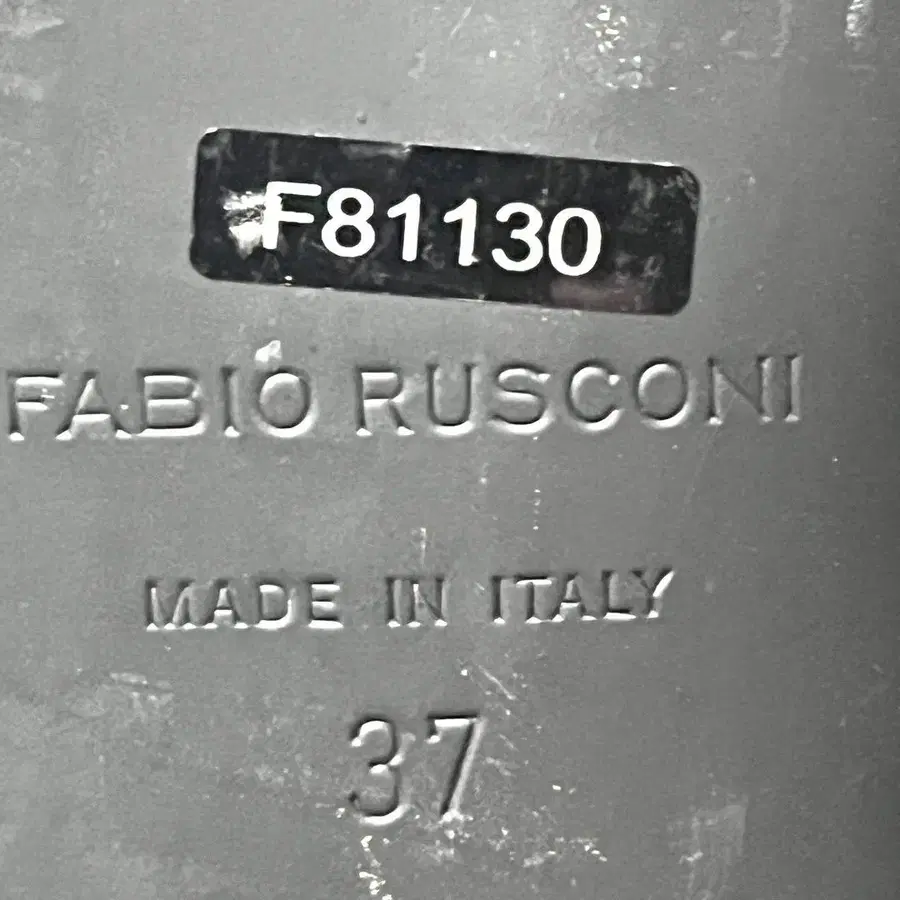 F81130
FABIO RUSCONI
MADE IN ITALY
37